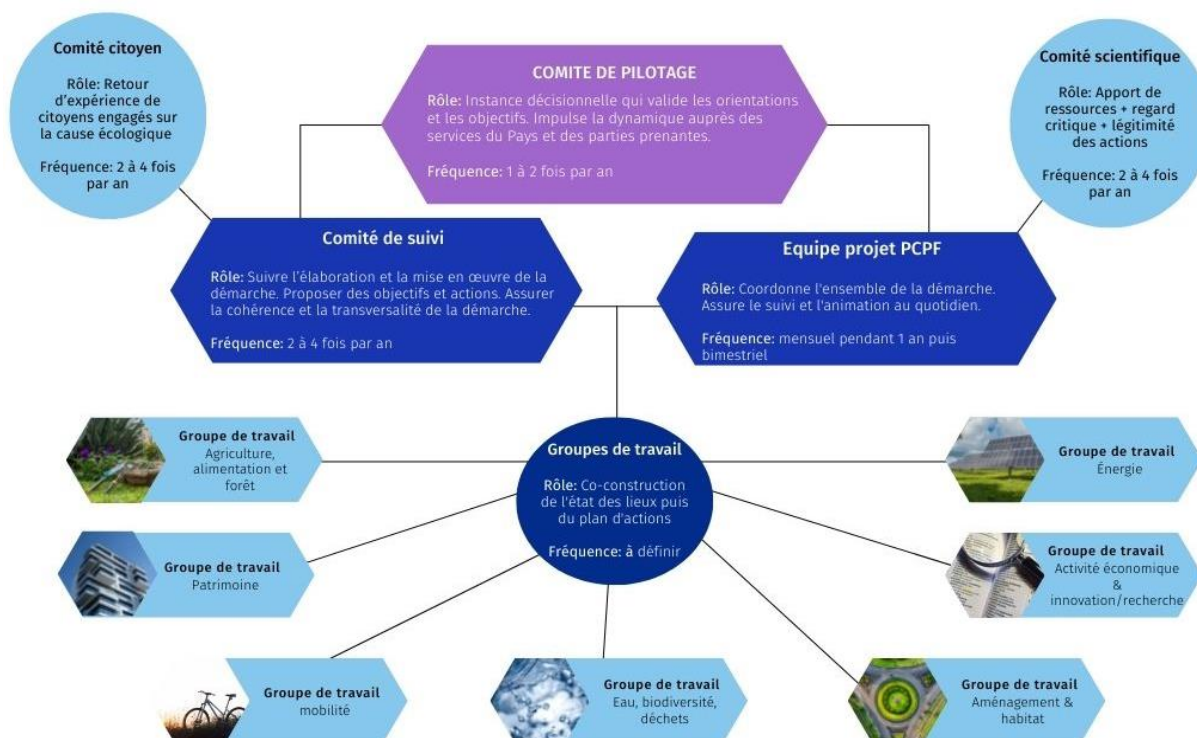 Comité citoyen
Rôle: Retour
d'expérience de
citoyens engagés sur
la cause écologique
Fréquence: 2 à 4 fois
par an
COMITE DE PILOTAGE
Rôle: Instance décisionnelle qui valide les orientations
et les objectifs. Impulse la dynamique auprès des
services du Pays et des parties prenantes.
Fréquence: 1 à 2 fois par an
Comité scientifique
Rôle: Apport de
ressources + regard
critique + légitimité
des actions
Fréquence: 2 à 4 fois
par an
Comité de suivi
Rôle: Suivre l'élaboration et la mise en œuvre de la
démarche. Proposer des objectifs et actions. Assurer
la cohérence et la transversalité de la démarche.
Fréquence: 2 à 4 fois par an
Equipe projet PCPF
Rôle: Coordonne l'ensemble de la démarche.
Assure le suivi et l'animation au quotidien.
Fréquence: mensuel pendant 1 an puis
bimestriel
Groupes de travail
Rôle: Co-construction
de l'état des lieux puis
du plan d'actions
Fréquence: à définir
Groupe de travail
Agriculture,
alimentation et
forêt
Groupe de travail
Énergie
Groupe de travail
Patrimoine
Groupe de travail
Activité économique
&
innovation/recherche
Groupe de travail
mobilité
Groupe de travail
Eau, biodiversité,
déchets
Groupe de travail
Aménagement &
habitat